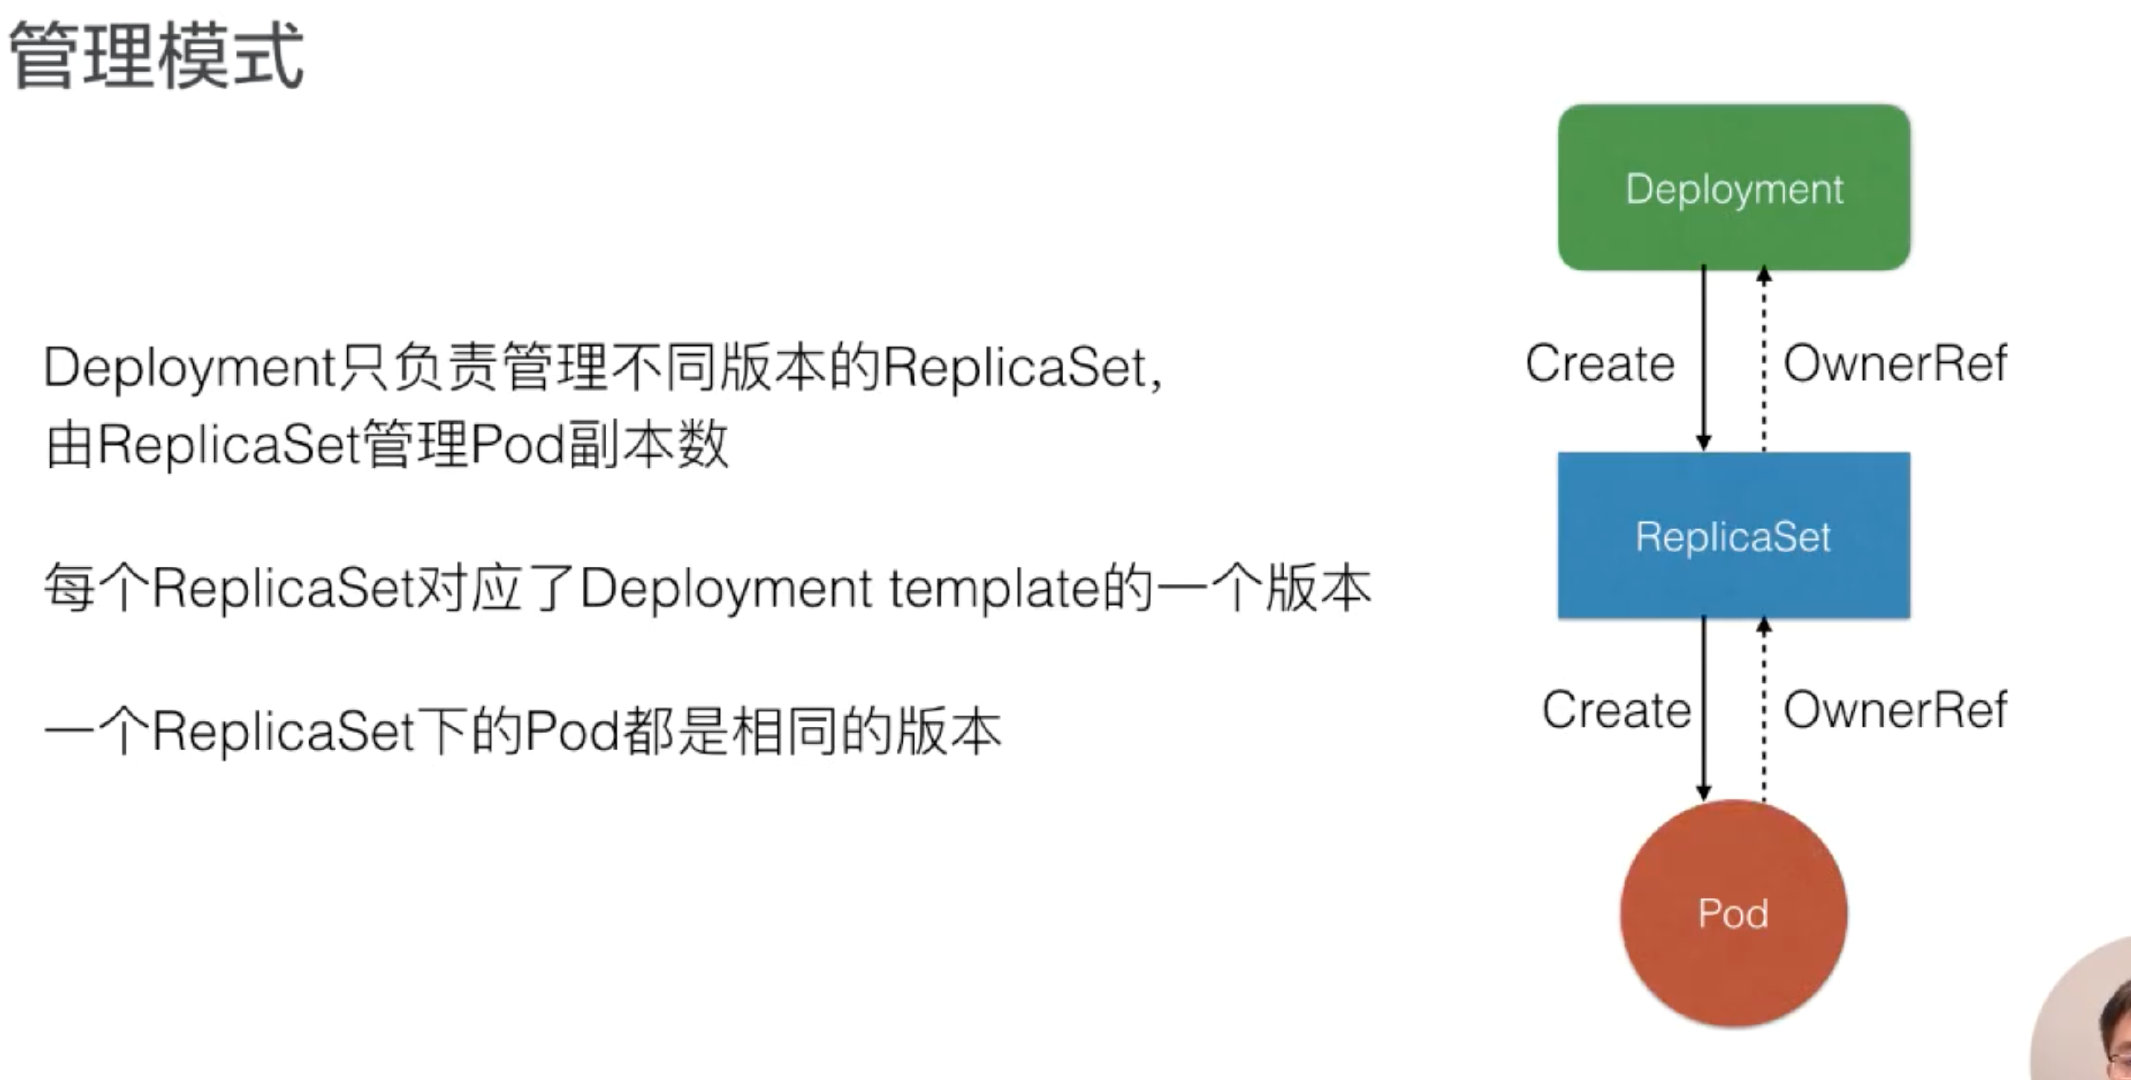 管理模式
Deployment只负责管理不同版本的ReplicaSet,
由ReplicaSet管理Pod副本数
每个ReplicaSet对应了Deployment template的一个版本
一个ReplicaSet下的Pod都是相同的版本
Deployment
Create
OwnerRef
ReplicaSet
Create
OwnerRef
Pod